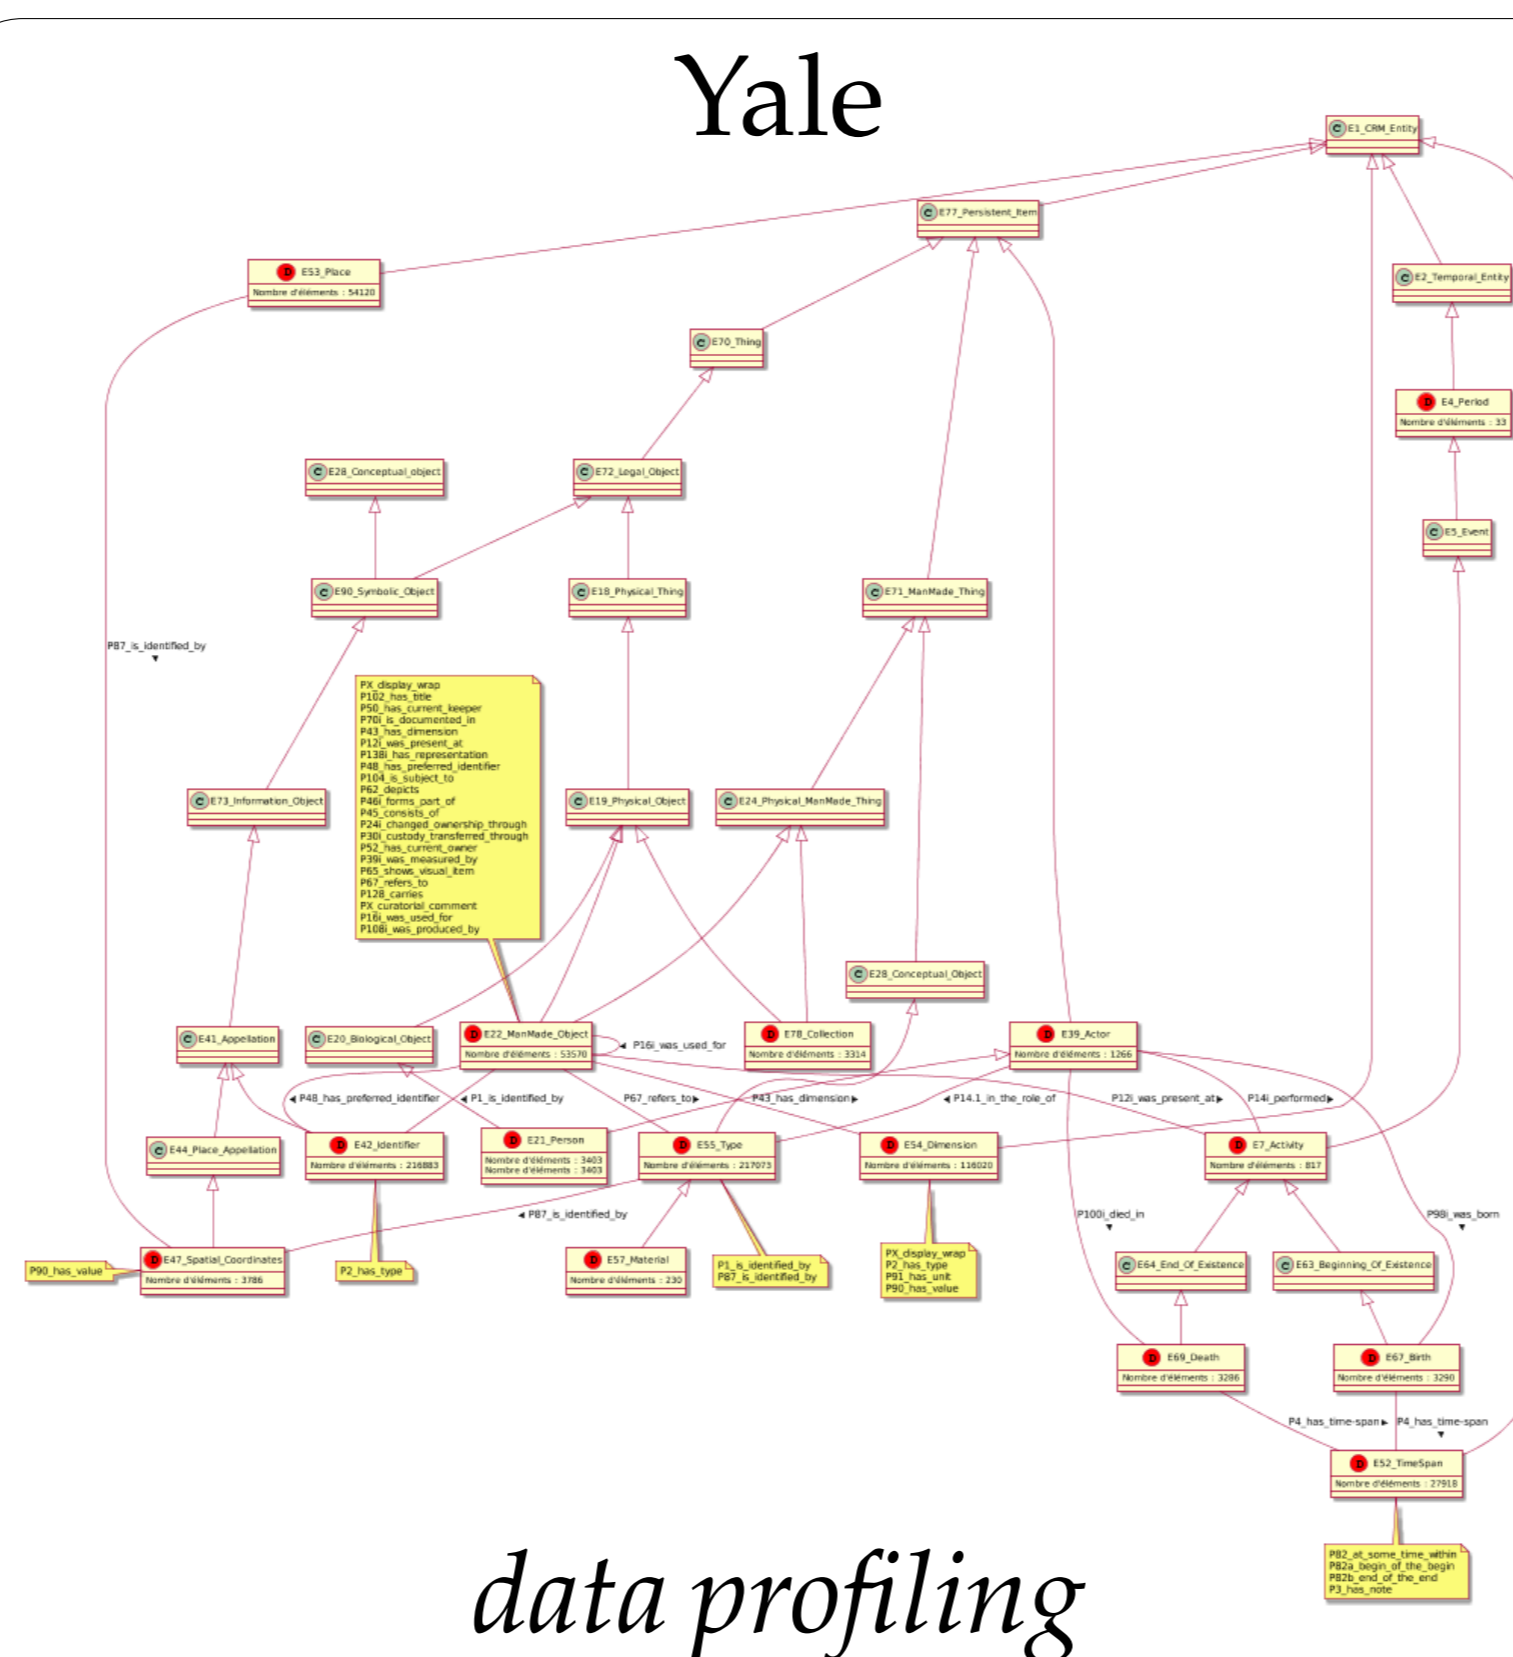 Yale
C E1_CRM_Entity
C E77_Persistent_Item
D E53_Place
Nombre d'éléments : 54120
C E2_Temporal_Entity
C E70_Thing
D E4_Period
Nombre d'éléments : 33
C E28_Conceptual_object
C E72_Legal_Object
C E5_Event
C E90_Symbolic_Object
C E18_Physical_Thing
C E71_ManMade_Thing
P87_is_identified_by
PX_display_wrap
P102_has_title
P50_has_current_keeper
P70i_is_documented_in
P43_has_dimension
P12i_was_present_at
P138i_has_representation
P48_has_preferred_identifier
P104_is_subject_to
P62_depicts
P46i_forms_part_of
P45_consists_of
P24i_changed_ownership_through
P30i_custody_transferred_through
P52_has_current_owner
P39i_was_measured_by
P65_shows_visual_item
P67_refers_to
P128_carries
PX_curatorial_comment
P16i_was_used_for
P108i_was_produced_by
C E73_Information_Object
C E19_Physical_Object
C E24_Physical_ManMade_Thing
C E28_Conceptual_Object
C E41_Appellation
C E20_Biological_Object
D E22_ManMade_Object
Nombre d'éléments : 53570
P16i_was_used_for
D E78_Collection
Nombre d'éléments : 3314
D E39_Actor
Nombre d'éléments : 1266
P48_has_preferred_identifier
P1_is_identified_by
P67_refers_to
P43_has_dimension
P14.1_in_the_role_of
P12i_was_present_at
P14i_performed
C E44_Place_Appellation
D E42_Identifier
Nombre d'éléments : 216883
D E21_Person
Nombre d'éléments : 3403
Nombre d'éléments : 3403
D E55_Type
Nombre d'éléments : 217073
D E54_Dimension
Nombre d'éléments : 116020
D E7_Activity
Nombre d'éléments : 817
P87_is_identified_by
P100i_died_in
P98i_was_born
P90_has_value
D E47_Spatial_Coordinates
Nombre d'éléments : 3786
P2_has_type
D E57_Material
Nombre d'éléments : 230
P1_is_identified_by
P87_is_identified_by
PX_display_wrap
P2_has_type
P91_has_unit
P90_has_value
C E64_End_Of_Existence
C E63_Beginning_Of_Existence
D E69_Death
Nombre d'éléments : 3286
D E67_Birth
Nombre d'éléments : 3290
P4_has_time-span
P4_has_time-span
D E52_TimeSpan
Nombre d'éléments : 27918
P82_at_some_time_within
P82a_begin_of_the_begin
P82b_end_of_the_end
P3_has_note
data profiling